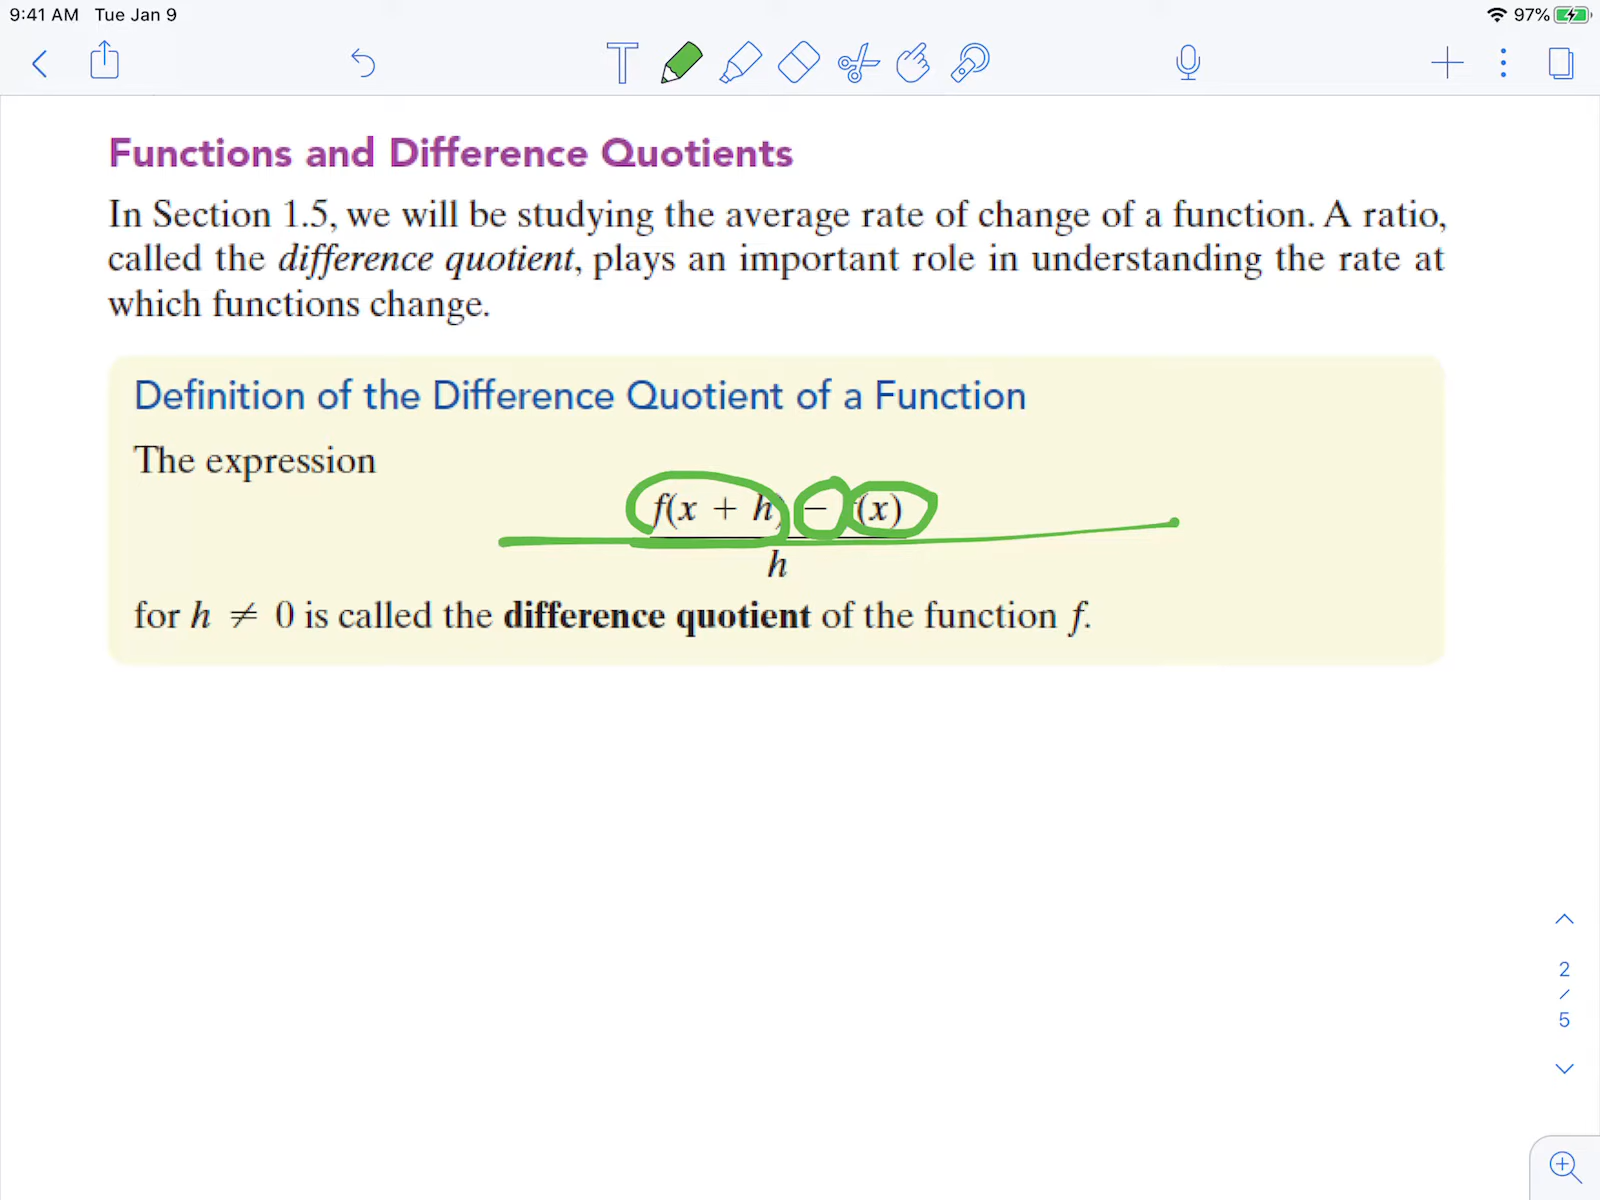 9:41 AM Tue Jan 9
97%
T
Functions and Difference Quotients
In Section 1.5, we will be studying the average rate of change of a function. A ratio,
called the difference quotient, plays an important role in understanding the rate at
which functions change.
Definition of the Difference Quotient of a Function
The expression
f(x + h) − (x)
h
for h ≠ 0 is called the difference quotient of the function f.
2
/
5